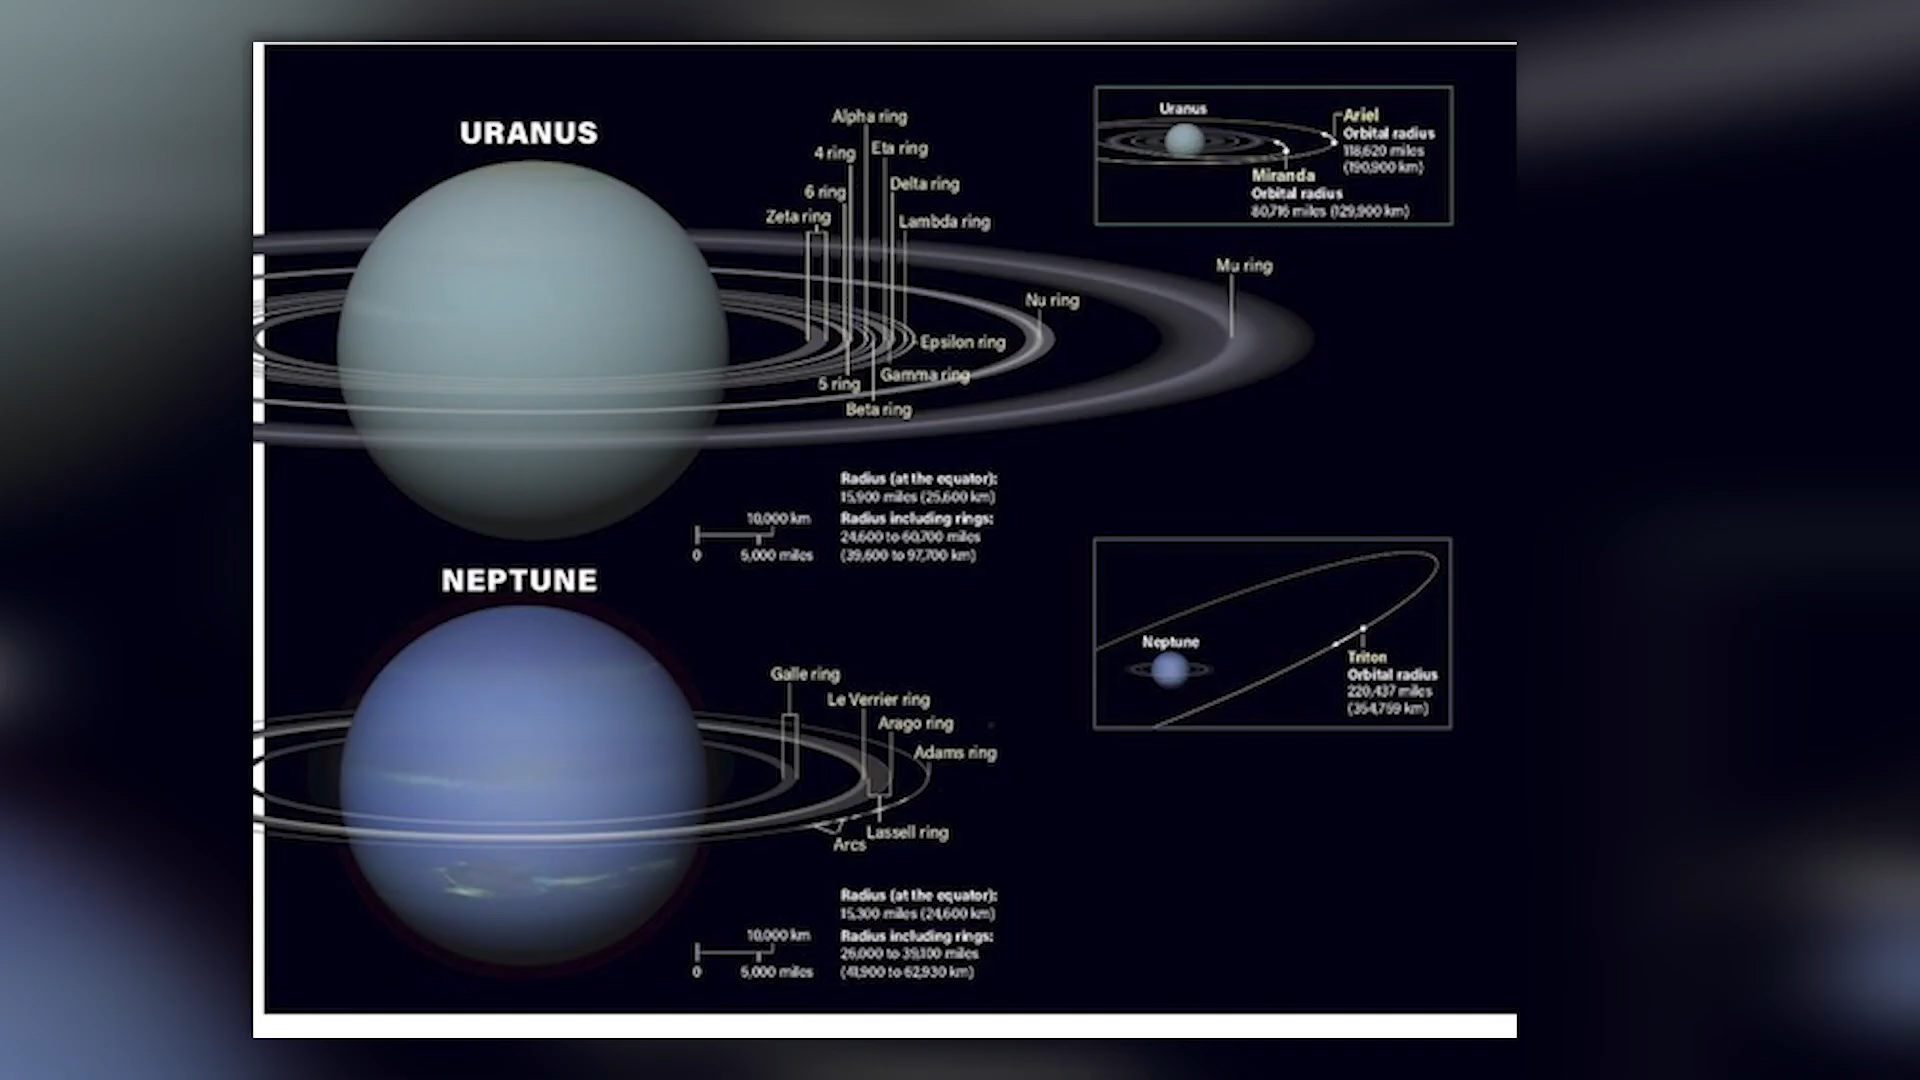 URANUS
Alpha ring
4 ring
Eta ring
6 ring
Delta ring
Zeta ring
Lambda ring
Nu ring
Mu ring
Epsilon ring
5 ring
Gamma ring
Beta ring
Uranus
Ariel
Orbital radius
118,620 miles
(190,900 km)
Miranda
Orbital radius
80,716 miles (129,900 km)
Radius (at the equator):
15,900 miles (25,600 km)
Radius including rings:
24,600 to 60,700 miles
(39,600 to 97,700 km)
10,000 km
0 5,000 miles
NEPTUNE
Galle ring
Le Verrier ring
Arago ring
Adams ring
Lassell ring
Arcs
Neptune
Triton
Orbital radius
220,437 miles
(354,759 km)
Radius (at the equator):
15,300 miles (24,600 km)
Radius including rings:
26,000 to 39,100 miles
(41,900 to 62,930 km)
10,000 km
0 5,000 miles